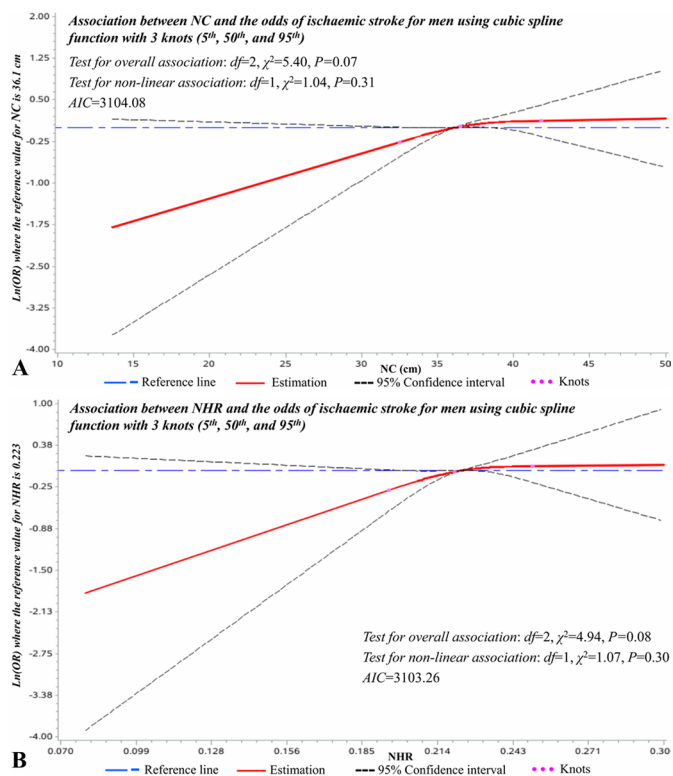 Association between NC and the odds of ischaemic stroke for men using cubic spline
function with 3 knots (5th, 50th, and 95th)
Test for overall association: df=2, χ²=5.40, P=0.07
Test for non-linear association: df=1, χ²=1.04, P=0.31
AIC=3104.08
Ln(OR) where the reference value for NC is 36.1 cm
2.00
1.25
0.50
-0.25
-1.00
-1.75
-2.50
-3.25
-4.00
10 15 20 25 30 35 40 45 50
A
NC (cm)
Reference line Estimation 95% Confidence interval Knots
Association between NHR and the odds of ischaemic stroke for men using cubic spline
function with 3 knots (5th, 50th, and 95th)
Ln(OR) where the reference value for NHR is 0.223
1.00
0.38
-0.25
-0.88
-1.50
-2.13
-2.75
-3.38
-4.00
Test for overall association: df=2, χ²=4.94, P=0.08
Test for non-linear association: df=1, χ²=1.07, P=0.30
AIC=3103.26
0.070 0.099 0.128 0.156 0.185 0.214 0.243 0.271 0.30
B
NHR
Reference line Estimation 95% Confidence interval Knots